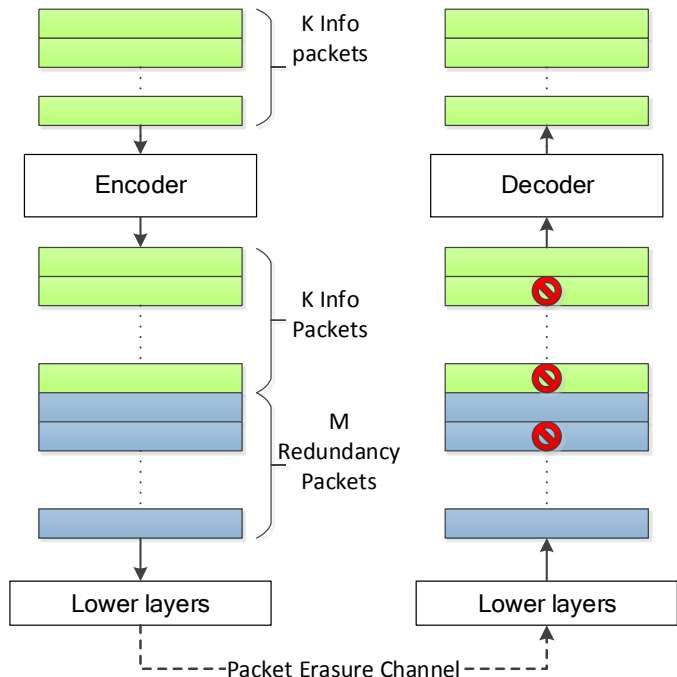 K Info
packets
Encoder
Decoder
K Info
Packets
M
Redundancy
Packets
Lower layers
Lower layers
Packet Erasure Channel